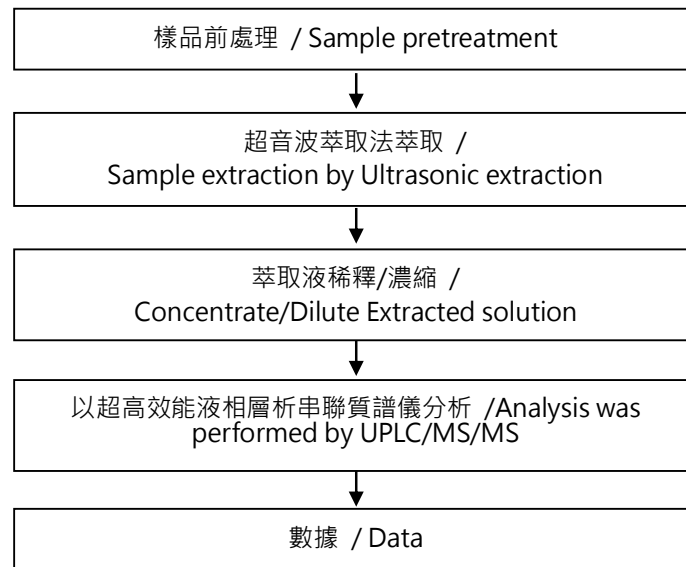 樣品前處理 / Sample pretreatment
超音波萃取法萃取 /
Sample extraction by Ultrasonic extraction
萃取液稀釋/濃縮 /
Concentrate/Dilute Extracted solution
以超高效能液相層析串聯質譜儀分析 /Analysis was
performed by UPLC/MS/MS
數據 / Data